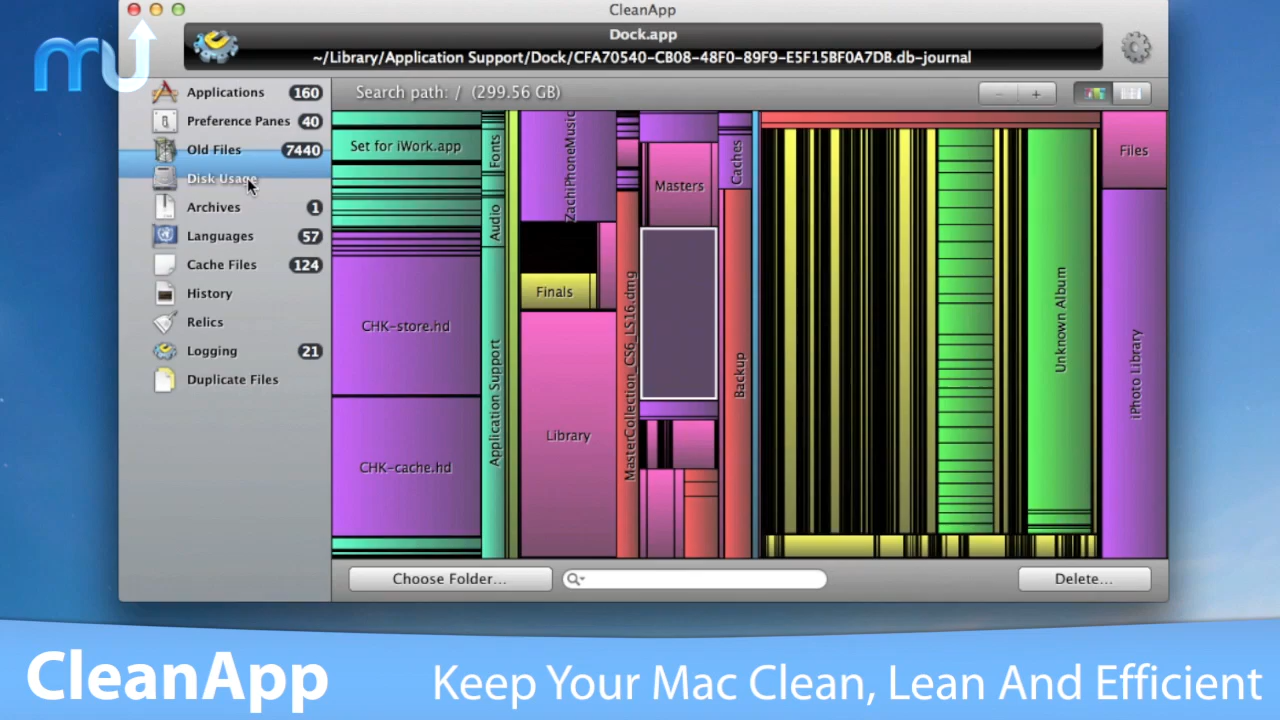 CleanApp
Dock.app
~/Library/Application Support/Dock/CFA70540-CB08-48F0-89F9-E5F15BF0A7DB.db-journal
mu
Search path: / (299.56 GB)
Applications 160
Preference Panes 40
Old Files 7440
Disk Usage
Archives 1
Languages 57
Cache Files 124
History
Relics
Logging 21
Duplicate Files
Set for iWork.app
CHK-store.hd
CHK-cache.hd
Fonts
Audio
Application Support
ZachiPhoneMusic
Finals
Library
MasterCollection_CS6_LS16.dmg
Masters
Caches
Backup
Unknown Album
Files
iPhoto Library
Choose Folder...
Delete...
CleanApp
Keep Your Mac Clean, Lean And Efficient